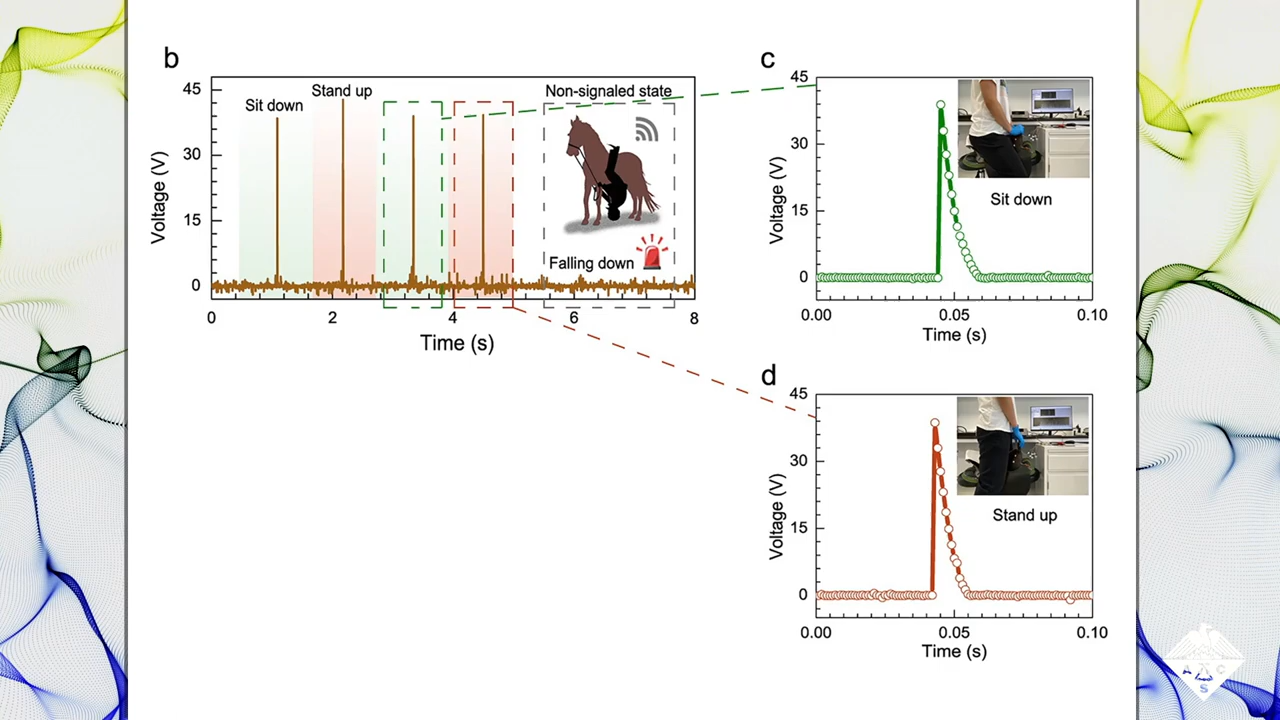 b
45
30
15
0
Voltage (V)
Sit down
Stand up
Non-signaled state
Falling down
0 2 4 6 8
Time (s)
c
45
30
15
0
Voltage (V)
Sit down
0.00 0.05 0.10
Time (s)
d
45
30
15
0
Voltage (V)
Stand up
0.00 0.05 0.10
Time (s)
A C
S